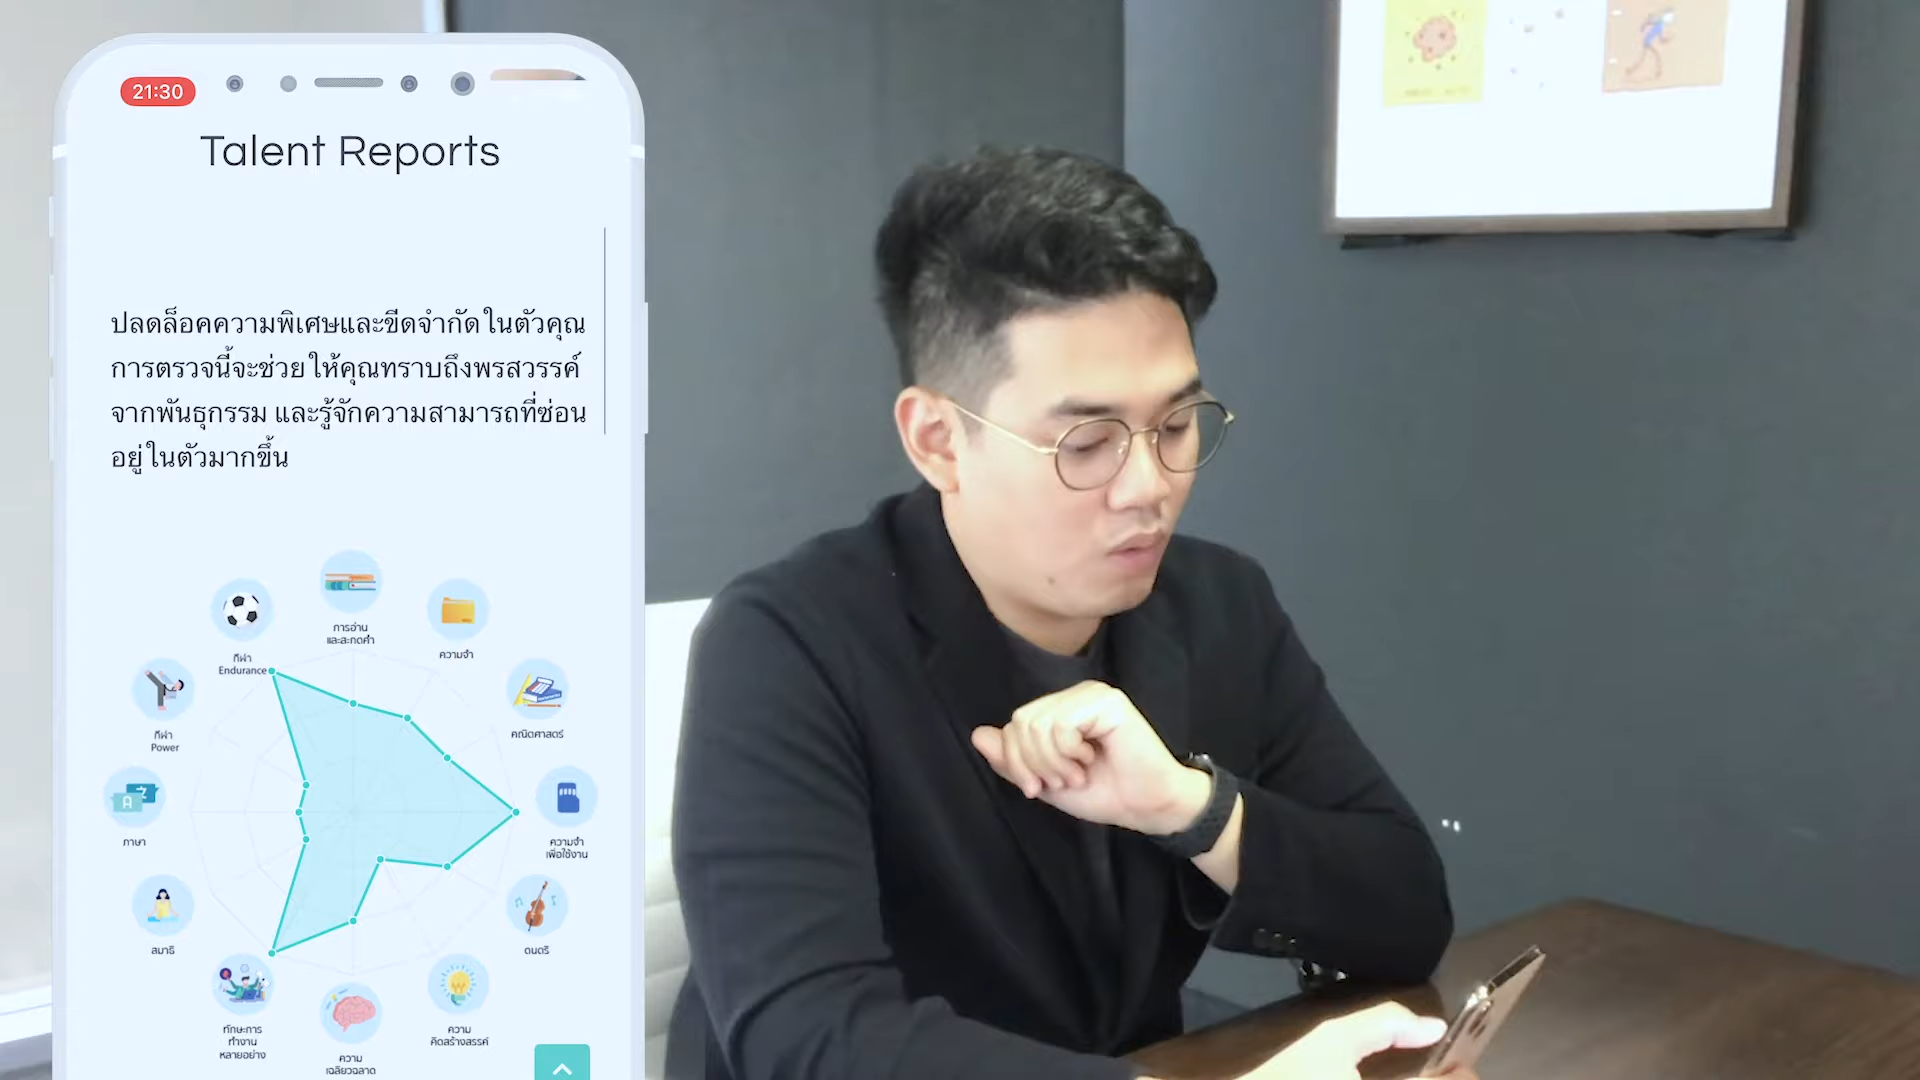 21:30
Talent Reports
ปลดล็อคความพิเศษและขีดจำกัดในตัวคุณ
การตรวจนี้จะช่วยให้คุณทราบถึงพรสวรรค์
จากพันธุกรรม และรู้จักความสามารถที่ซ่อน
อยู่ในตัวมากขึ้น
การอ่าน
และสะกดคำ
ความจำ
คณิตศาสตร์
ความจำ
เพื่อใช้งาน
ดนตรี
ความ
คิดสร้างสรรค์
ความ
เฉลียวฉลาด
ทักษะการ
ทำงาน
หลายอย่าง
สมาธิ
ภาษา
กีฬา
Power
กีฬา
Endurance